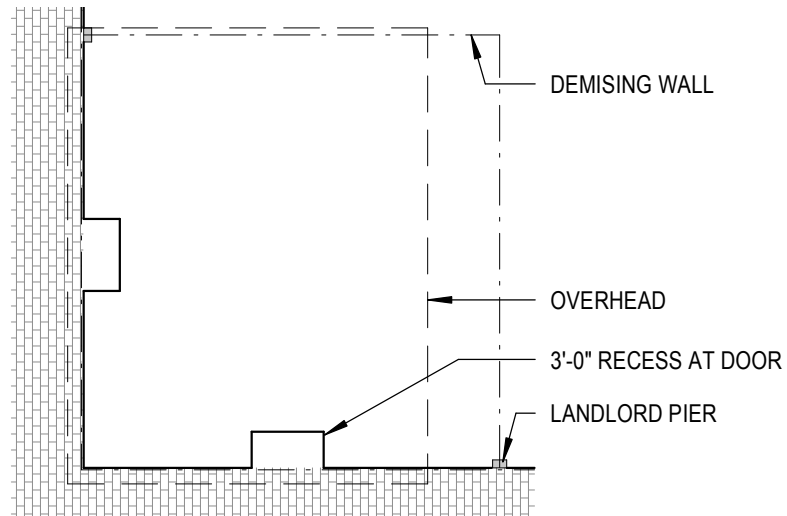 DEMISING WALL
OVERHEAD
3'-0" RECESS AT DOOR
LANDLORD PIER